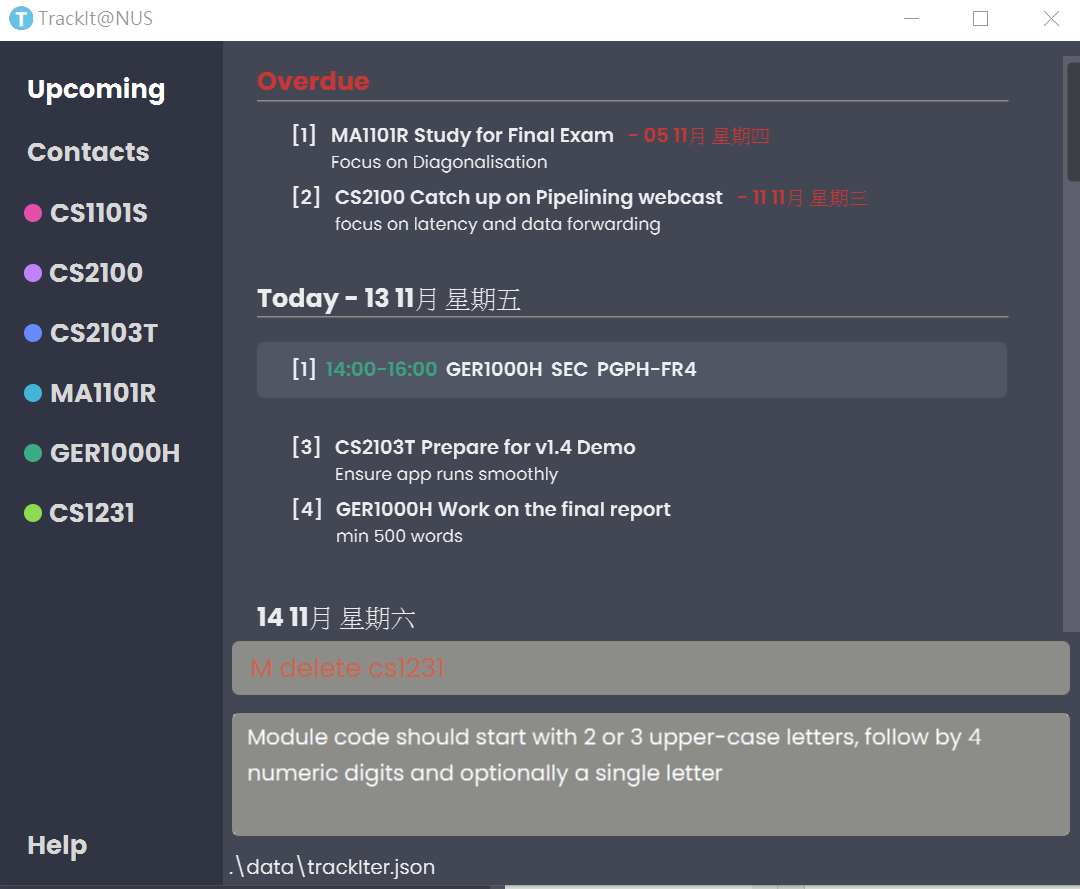 TrackIt@NUS
Upcoming
Contacts
CS1101S
CS2100
CS2103T
MA1101R
GER1000H
CS1231
Help
Overdue
[1] MA1101R Study for Final Exam - 05 11月 星期四
Focus on Diagonalisation
[2] CS2100 Catch up on Pipelining webcast - 11 11月 星期三
focus on latency and data forwarding
Today - 13 11月 星期五
[1] 14:00-16:00 GER1000H SEC PGPH-FR4
[3] CS2103T Prepare for v1.4 Demo
Ensure app runs smoothly
[4] GER1000H Work on the final report
min 500 words
14 11月 星期六
M delete cs1231
Module code should start with 2 or 3 upper-case letters, follow by 4
numeric digits and optionally a single letter
.\data\trackIter.json